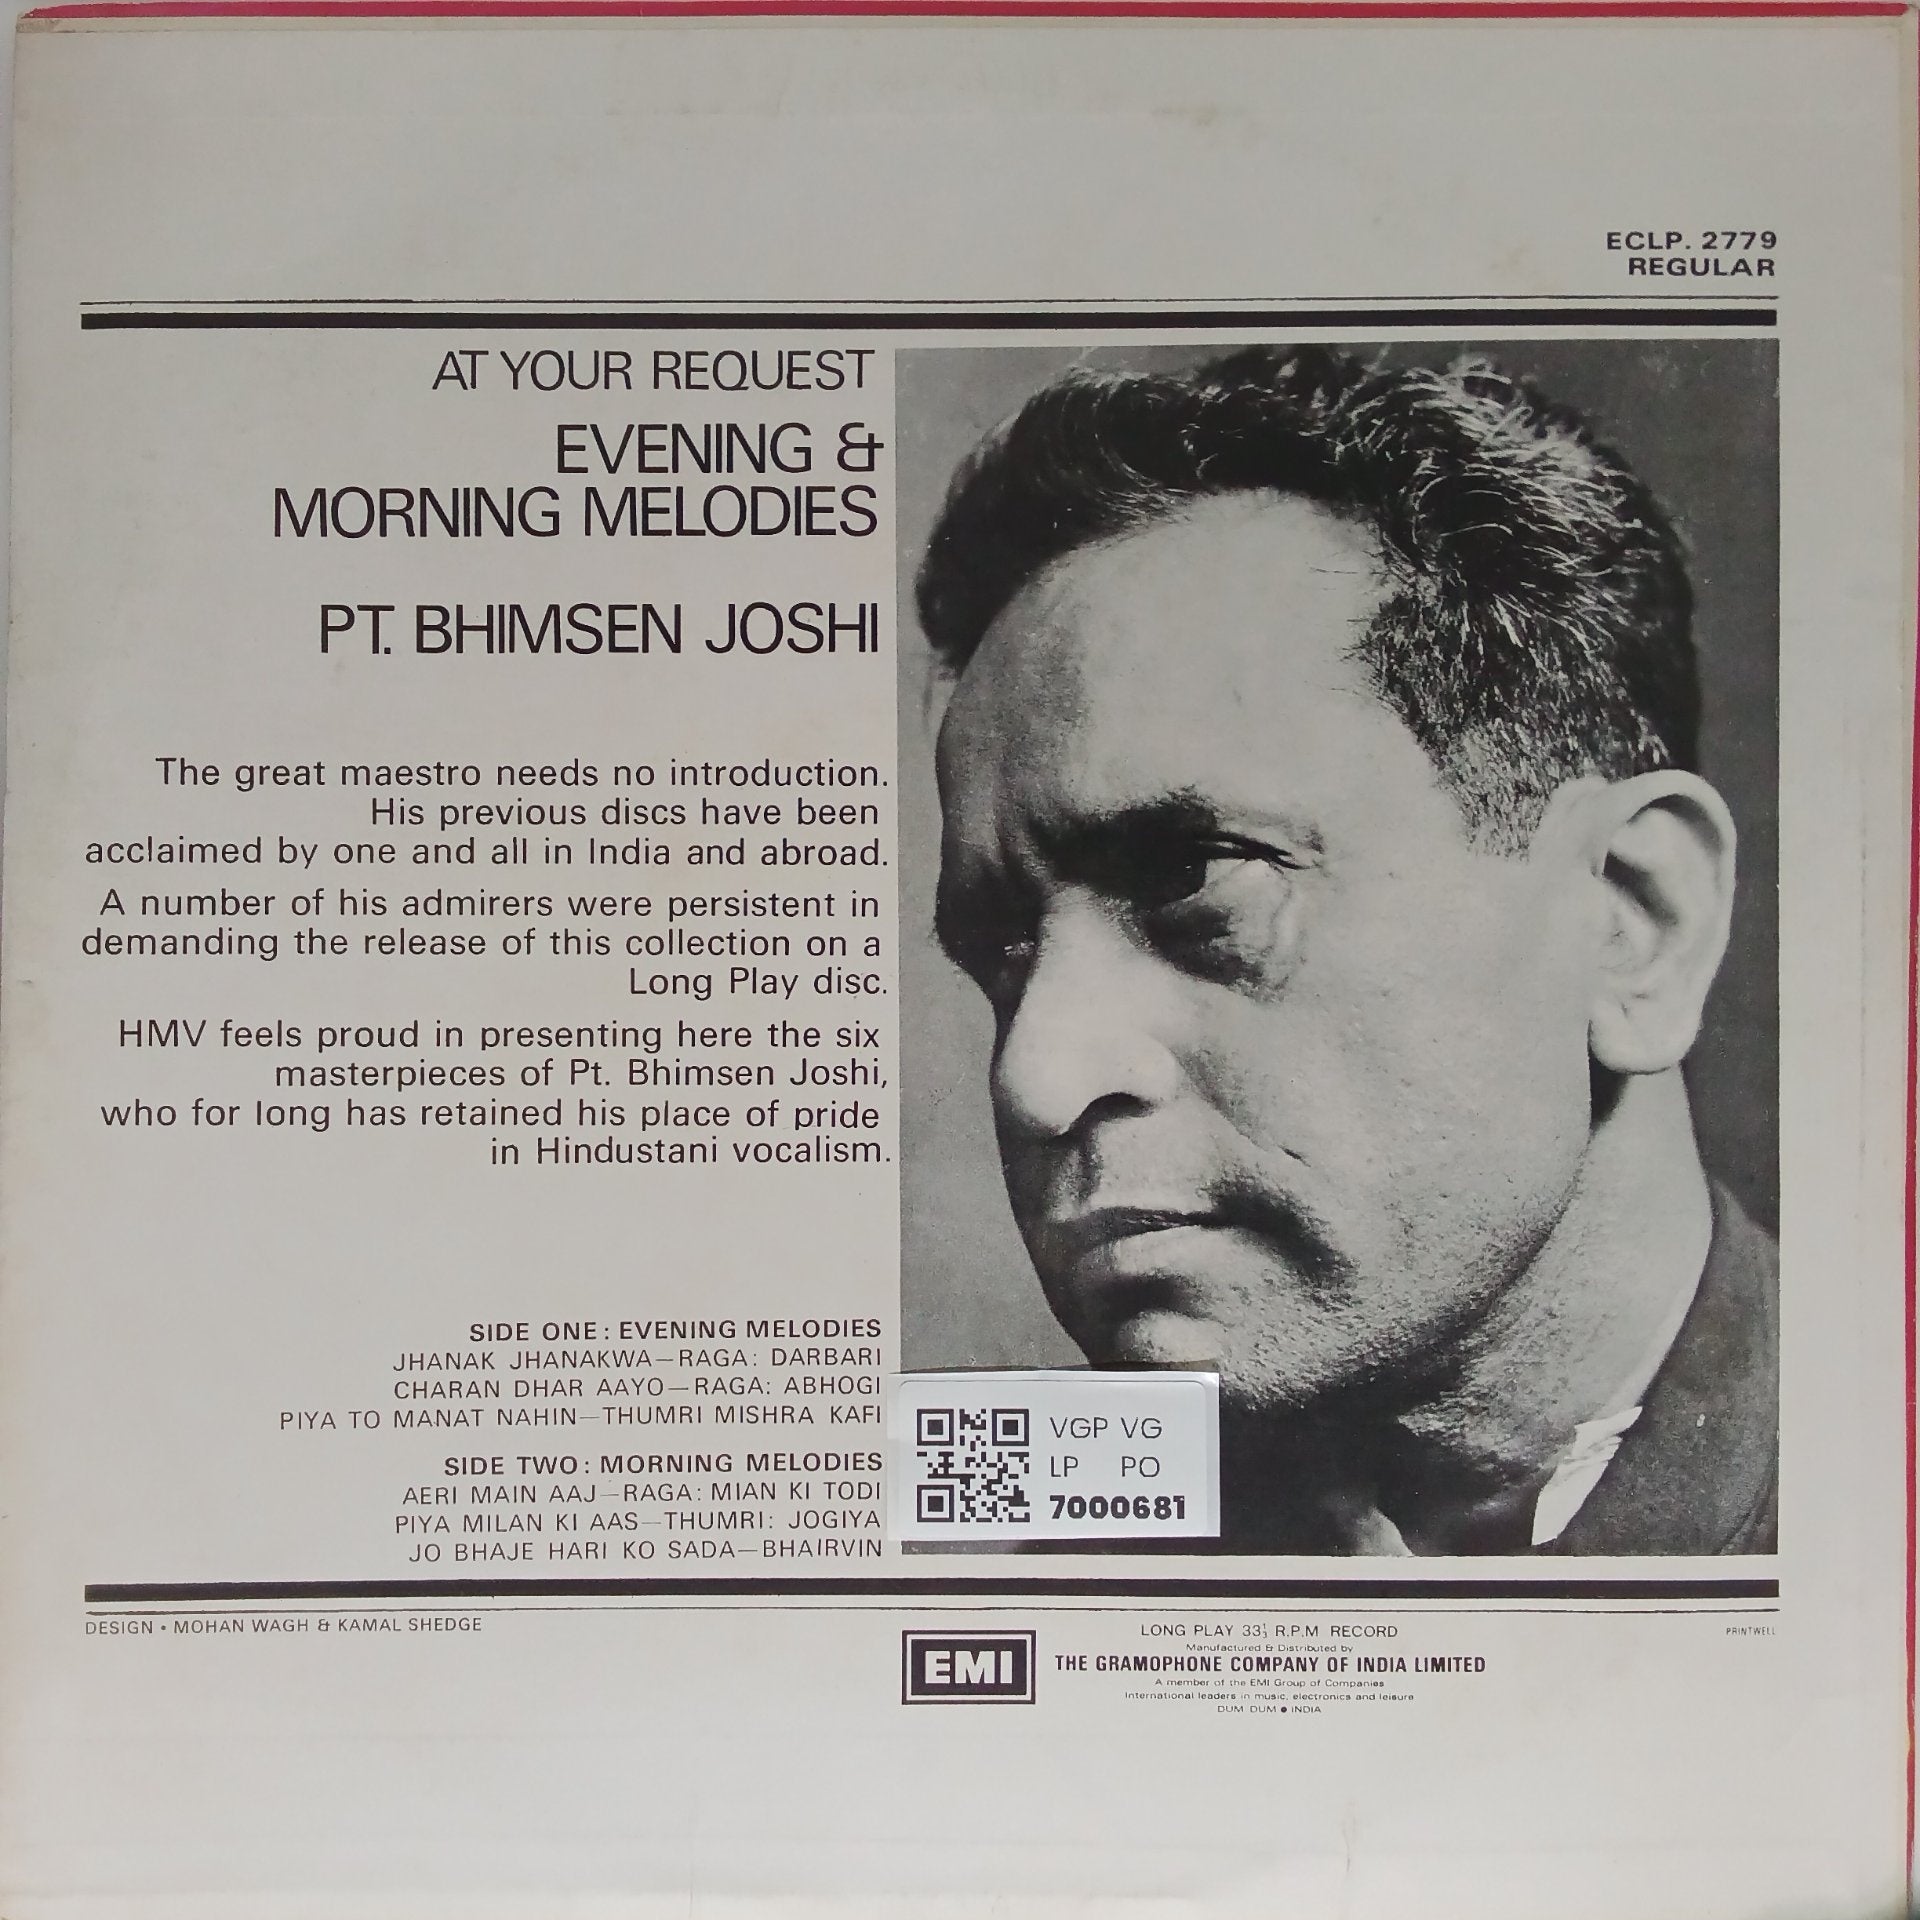 ECLP. 2779
REGULAR
AT YOUR REQUEST
EVENING &
MORNING MELODIES
PT. BHIMSEN JOSHI
The great maestro needs no introduction.
His previous discs have been
acclaimed by one and all in India and abroad.
A number of his admirers were persistent in
demanding the release of this collection on a
Long Play disc.
HMV feels proud in presenting here the six
masterpieces of Pt. Bhimsen Joshi,
who for long has retained his place of pride
in Hindustani vocalism.
SIDE ONE: EVENING MELODIES
JHANAK JHANAKWA—RAGA: DARBARI
CHARAN DHAR AAYO—RAGA: ABHOGI
PIYA TO MANAT NAHIN—THUMRI MISHRA KAFI
SIDE TWO: MORNING MELODIES
AERI MAIN AAJ—RAGA: MIAN KI TODI
PIYA MILAN KI AAS—THUMRI: JOGIYA
JO BHAJE HARI KO SADA—BHAIRVIN
VGP VG
LP PO
7000681
DESIGN • MOHAN WAGH & KAMAL SHEDGE
EMI
LONG PLAY 33⅓ R.P.M RECORD
Manufactured & Distributed by
THE GRAMOPHONE COMPANY OF INDIA LIMITED
A member of the EMI Group of Companies
International leaders in music, electronics and leisure
DUM DUM ● INDIA
PRINTWELL